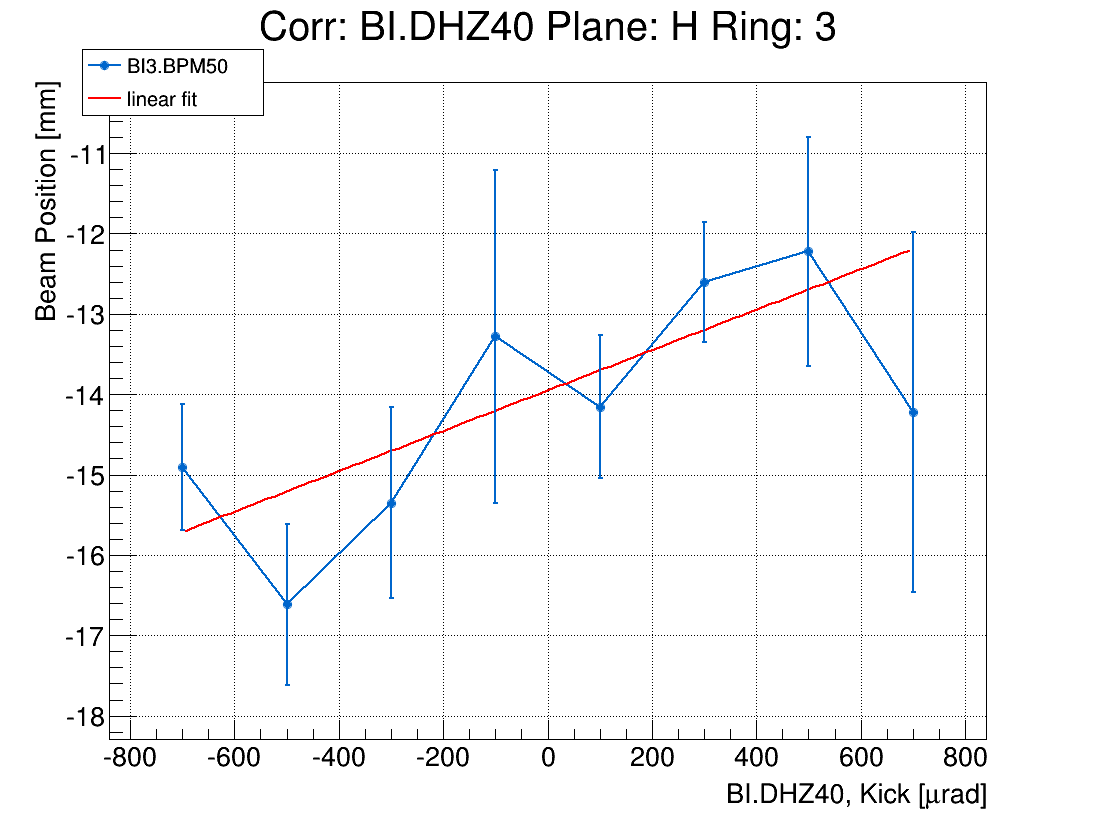 Corr: BI.DHZ40 Plane: H Ring: 3
BI3.BPM50
linear fit
Beam Position [mm]
-11
-12
-13
-14
-15
-16
-17
-18
-800 -600 -400 -200 0 200 400 600 800
BI.DHZ40, Kick [μrad]